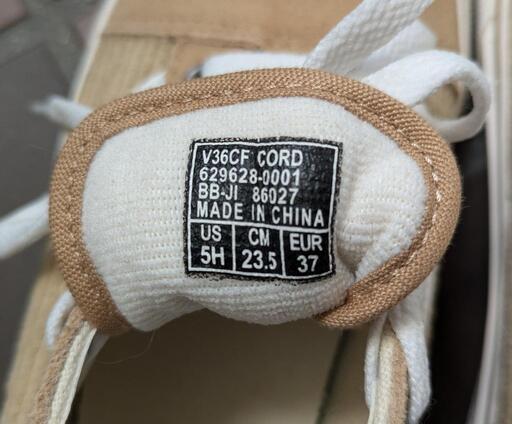 V36CF CORD
629628-0001
BB-JI 86027
MADE IN CHINA
US CM EUR
5H 23.5 37